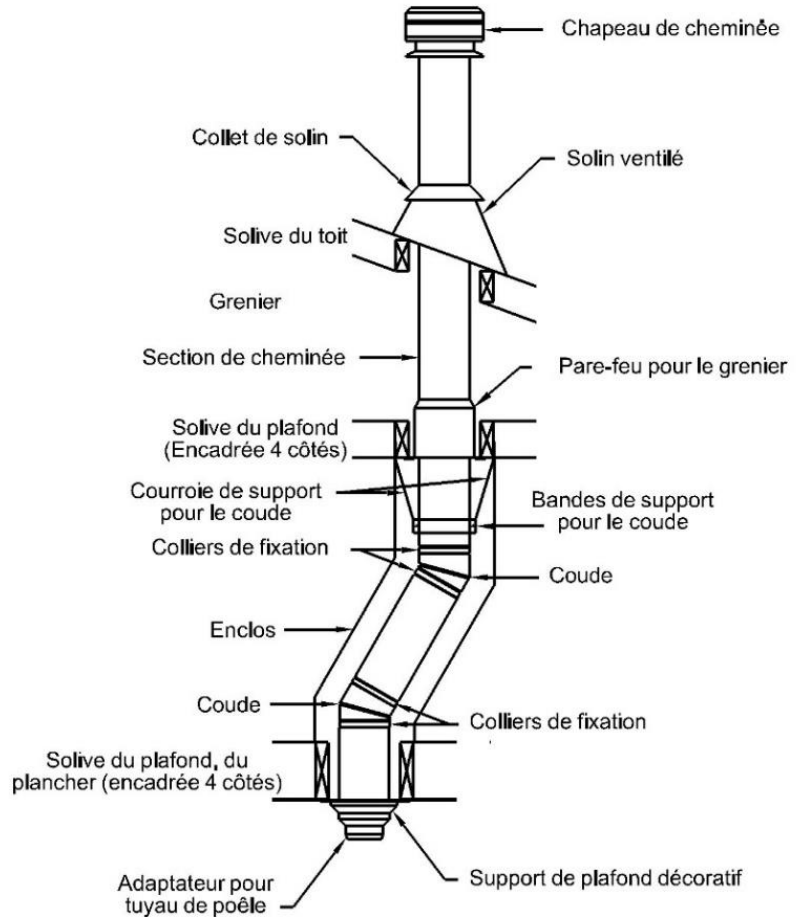 Chapeau de cheminée
Collet de solin
Solin ventilé
Solive du toit
Grenier
Section de cheminée
Pare-feu pour le grenier
Solive du plafond
(Encadrée 4 côtés)
Courroie de support
pour le coude
Bandes de support
pour le coude
Colliers de fixation
Coude
Enclos
Coude
Colliers de fixation
Solive du plafond, du
plancher (encadrée 4 côtés)
Support de plafond décoratif
Adaptateur pour
tuyau de poêle